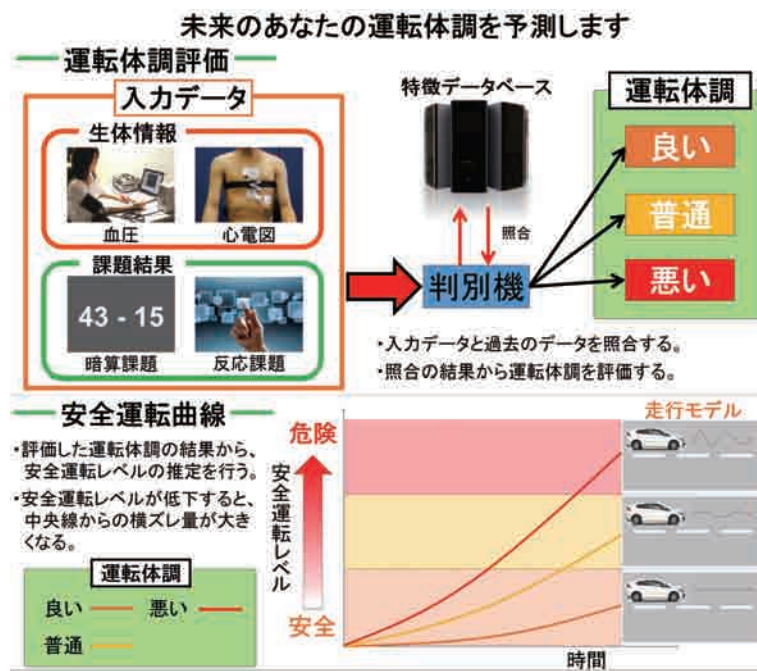 未来のあなたの運転体調を予測します
運転体調評価
入力データ
生体情報
血圧
心電図
課題結果
43 - 15
暗算課題
反応課題
特徴データベース
照合
判別機
運転体調
良い
普通
悪い
・入力データと過去のデータを照合する。
・照合の結果から運転体調を評価する。
安全運転曲線
・評価した運転体調の結果から、
安全運転レベルの推定を行う。
・安全運転レベルが低下すると、
中央線からの横ズレ量が大き
くなる。
運転体調
良い
悪い
普通
危険
安全運転レベル
安全
走行モデル
時間